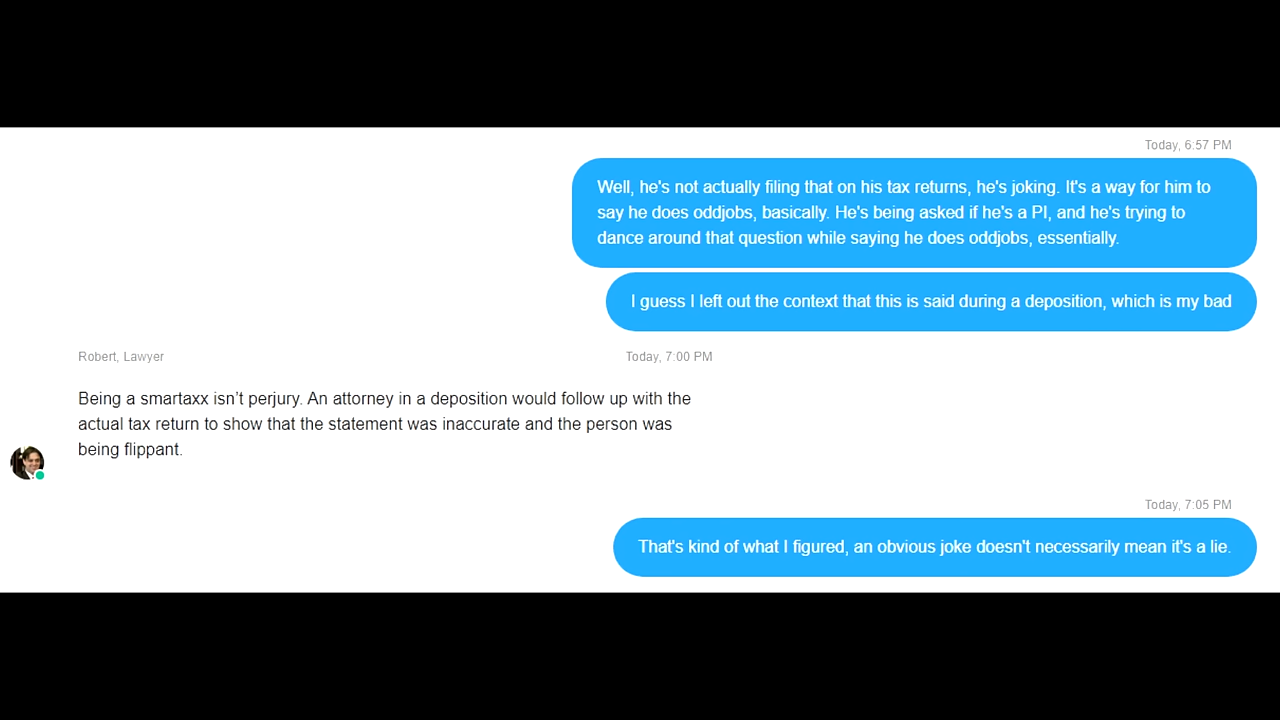 Today, 6:57 PM
Well, he's not actually filing that on his tax returns, he's joking. It's a way for him to
say he does oddjobs, basically. He's being asked if he's a PI, and he's trying to
dance around that question while saying he does oddjobs, essentially.
I guess I left out the context that this is said during a deposition, which is my bad
Robert, Lawyer
Today, 7:00 PM
Being a smartaxx isn’t perjury. An attorney in a deposition would follow up with the
actual tax return to show that the statement was inaccurate and the person was
being flippant.
Today, 7:05 PM
That's kind of what I figured, an obvious joke doesn't necessarily mean it's a lie.